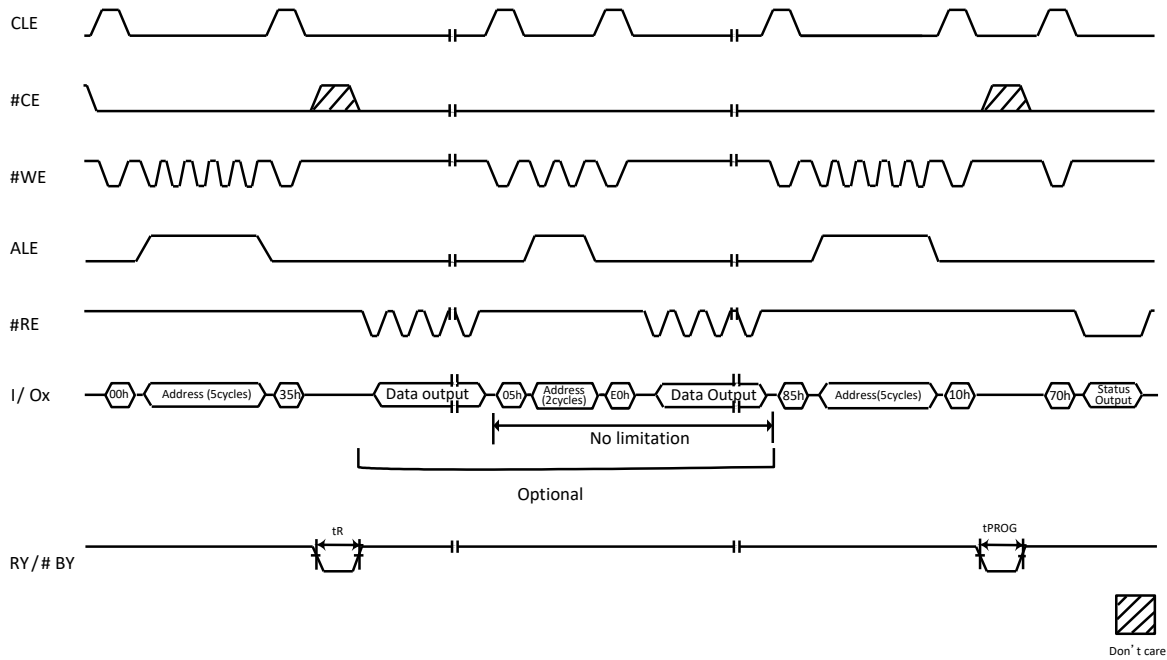 CLE
#CE
#WE
ALE
#RE
I/Ox
00h Address (5cycles) 35h Data output 05h Address (2cycles) E0h Data Output 85h Address(5cycles) 10h 70h Status Output
No limitation
Optional
RY/# BY
tR
tPROG
Don't care